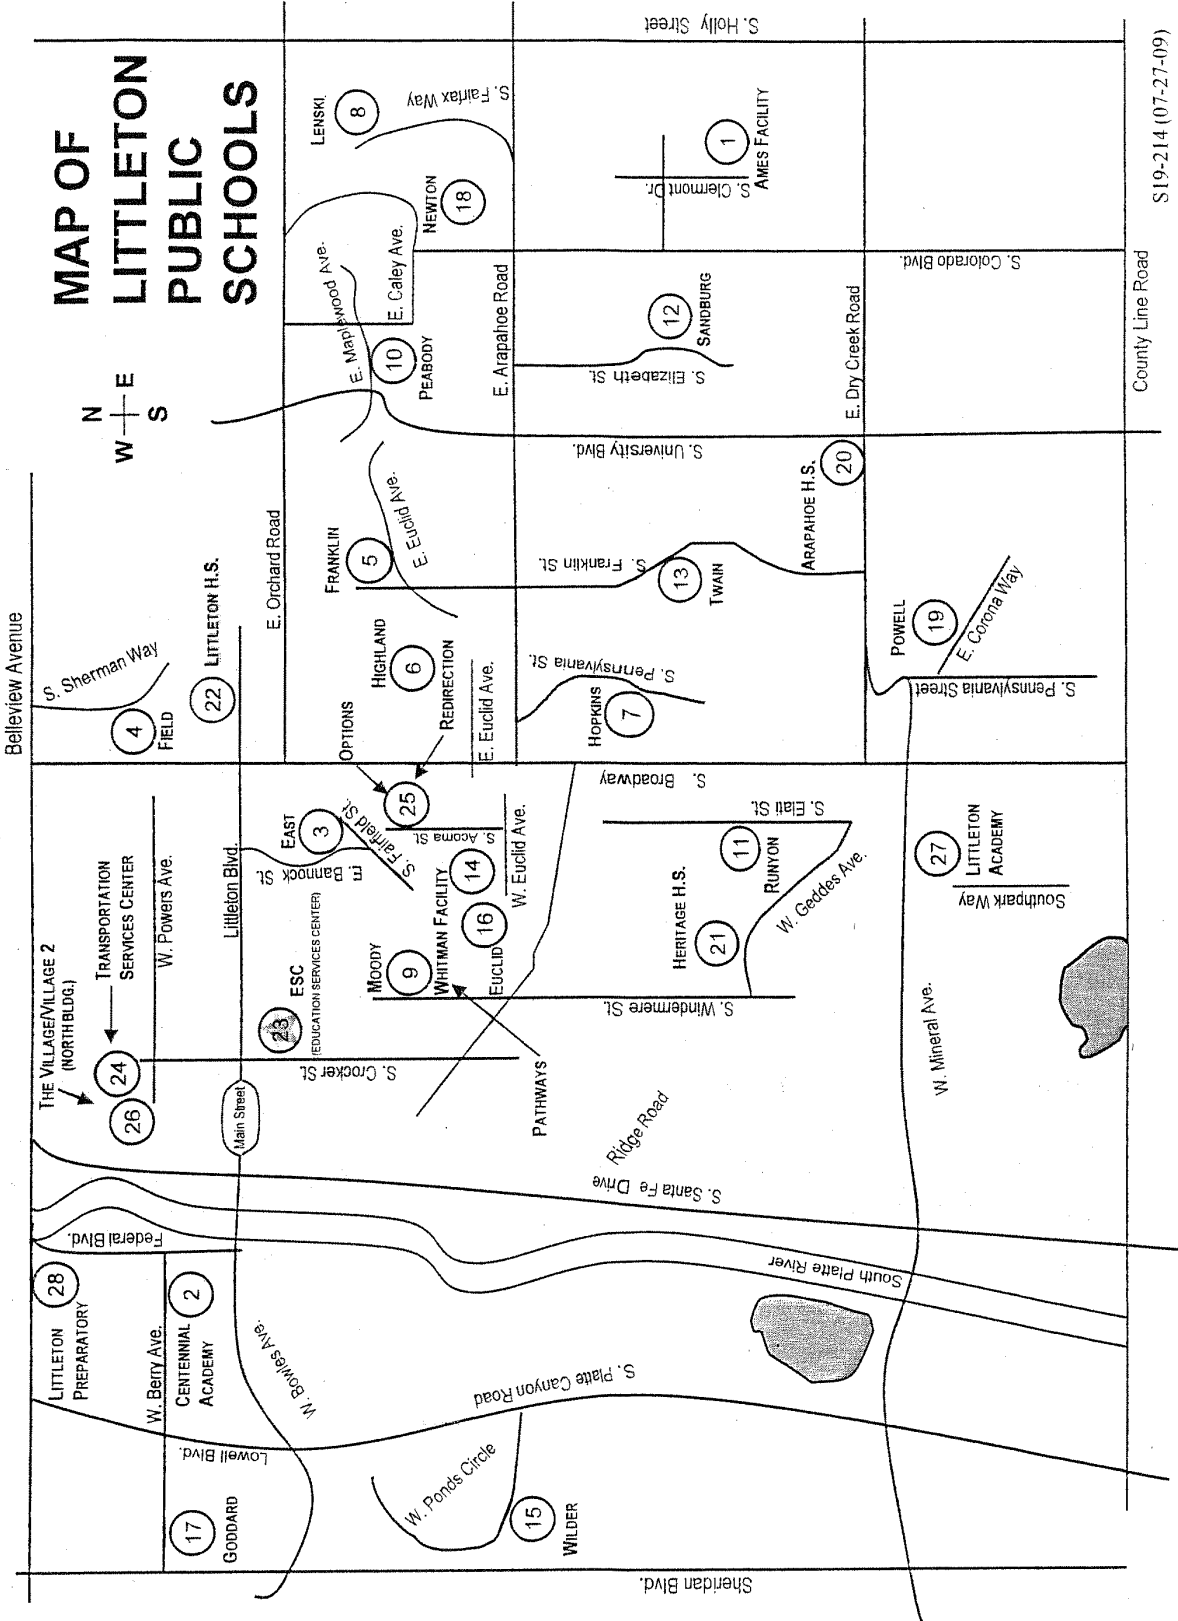 MAP OF
LITTLETON
PUBLIC
SCHOOLS
N
W
E
S
Belleview Avenue
LITTLETON
PREPARATORY
28
Federal Blvd.
THE VILLAGE/VILLAGE 2
(NORTH BLDG.)
26
24
TRANSPORTATION
SERVICES CENTER
4
FIELD
S. Sherman Way
W. Berry Ave.
W. Powers Ave.
17
GODDARD
CENTENNIAL
ACADEMY
2
22
LITTLETON H.S.
Lowell Blvd.
W. Bowles Ave.
Main Street
Littleton Blvd.
E. Orchard Road
23
ESC
(EDUCATION SERVICES CENTER)
S. Crocker St.
E. Bannock St.
EAST
3
S. Fairfield St.
OPTIONS
25
REDIRECTION
S. Acoma St.
HIGHLAND
6
FRANKLIN
5
E. Euclid Ave.
E. Maplewood Ave.
10
PEABODY
E. Caley Ave.
LENSKI
8
S. Fairfax Way
NEWTON
18
MOODY
9
WHITMAN FACILITY
14
16
EUCLID
W. Euclid Ave.
E. Euclid Ave.
E. Arapahoe Road
PATHWAYS
W. Ponds Circle
15
WILDER
S. Platte Canyon Road
S. Santa Fe Drive
Ridge Road
S. Windermere St.
S. Broadway
S. Pennsylvania St.
HOPKINS
7
S. Franklin St.
13
TWAIN
S. University Blvd.
S. Elizabeth St.
12
SANDBURG
S. Clermont Dr.
1
AMES FACILITY
S. Holly Street
Sheridan Blvd.
South Platte River
HERITAGE H.S.
21
W. Geddes Ave.
11
RUNYON
S. Elati St.
ARAPAHOE H.S.
20
E. Dry Creek Road
S. Colorado Blvd.
W. Mineral Ave.
27
LITTLETON
ACADEMY
Southpark Way
POWELL
19
E. Corona Way
S. Pennsylvania Street
County Line Road
S19-214 (07-27-09)